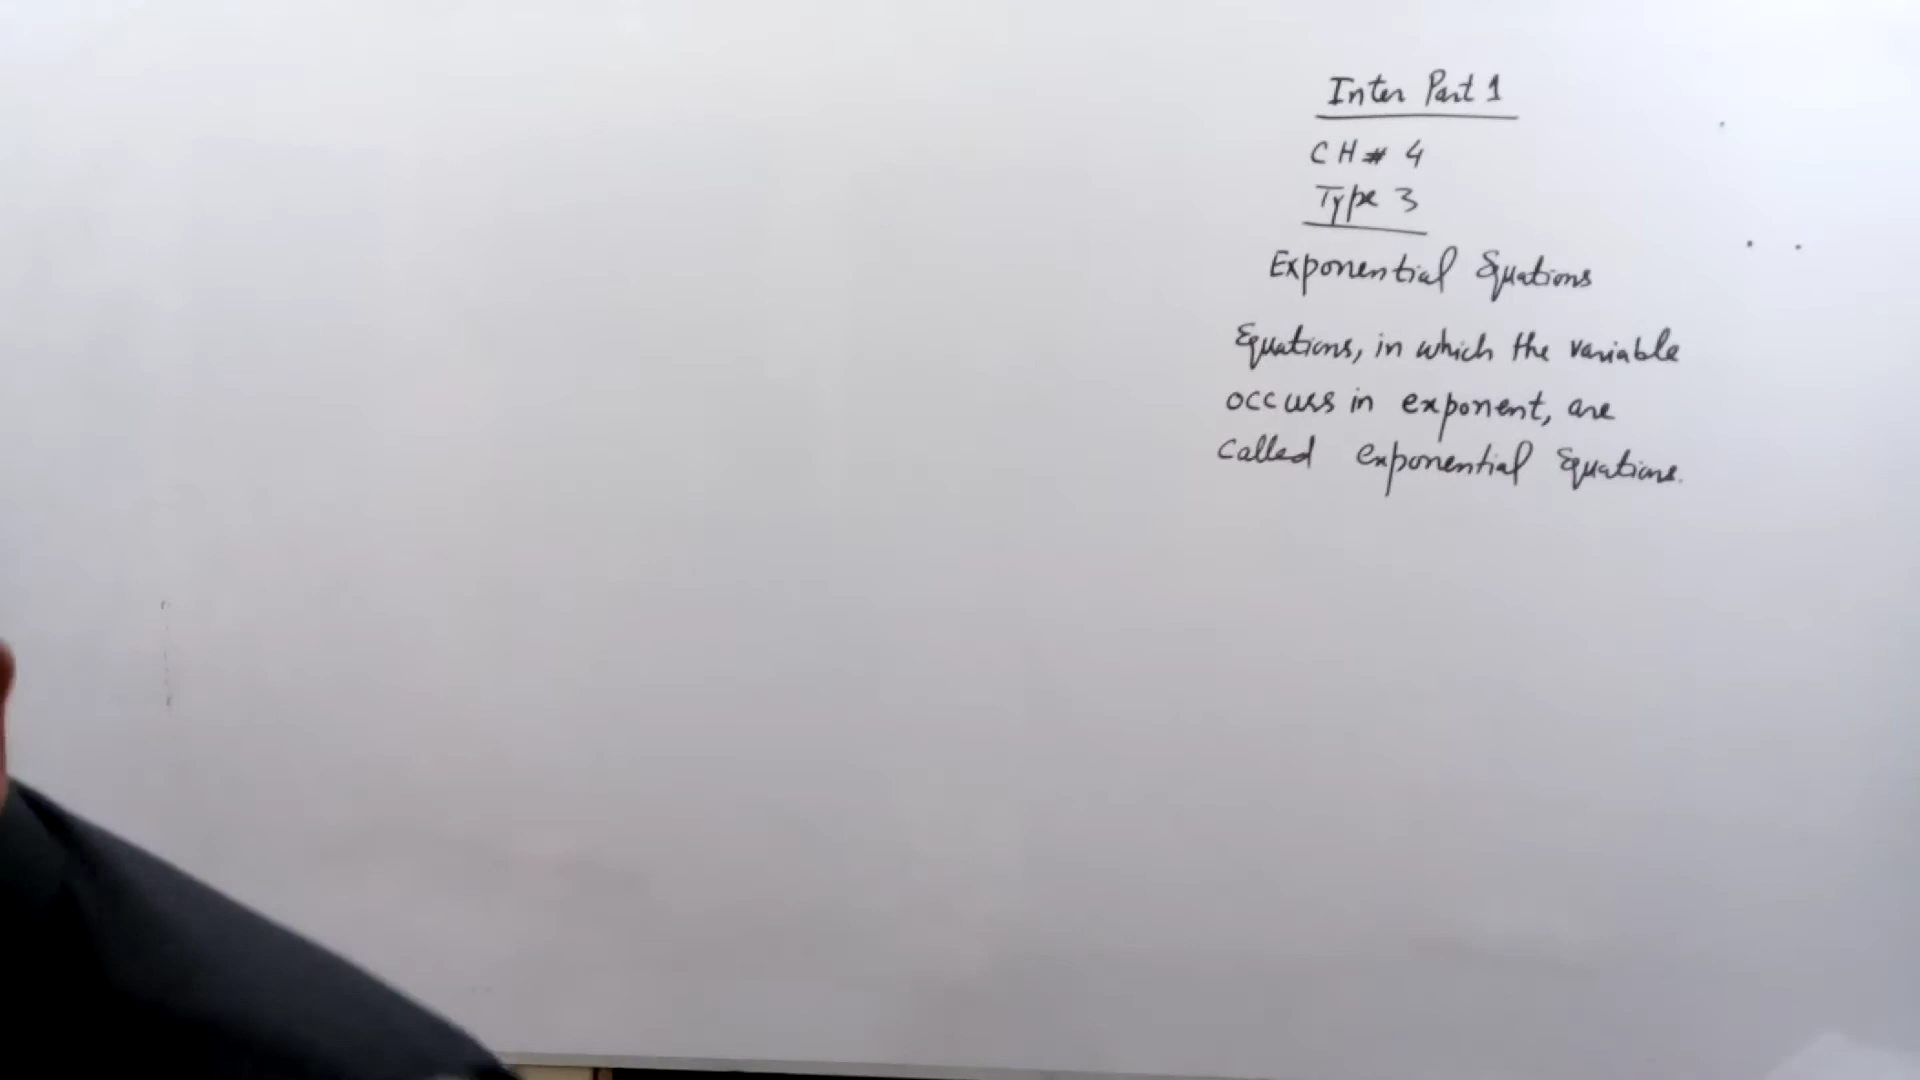 Inter Part 1
CH# 4
Type 3
Exponential Equations
Equations, in which the variable
occurs in exponent, are
called exponential Equations.